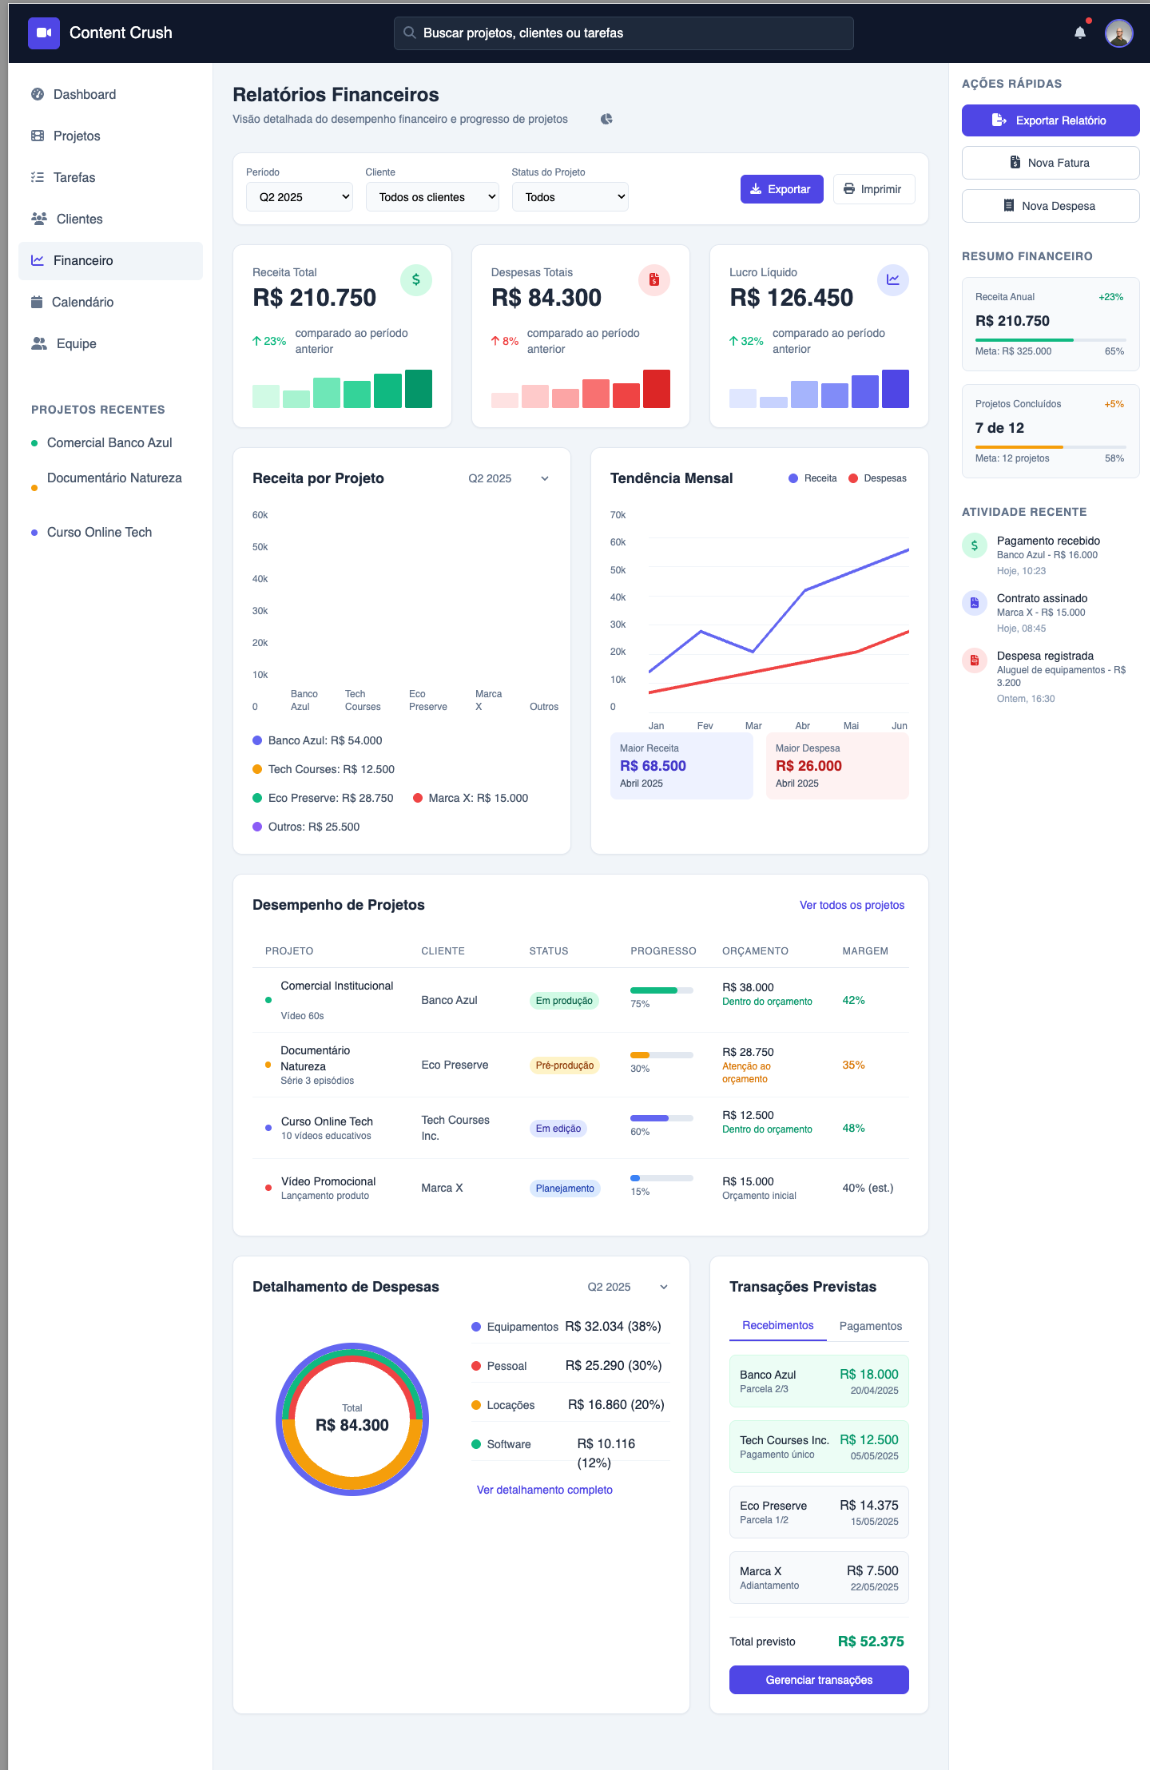 Content Crush
Buscar projetos, clientes ou tarefas
Dashboard
Projetos
Tarefas
Clientes
Financeiro
Calendário
Equipe
PROJETOS RECENTES
Comercial Banco Azul
Documentário Natureza
Curso Online Tech
Relatórios Financeiros
Visão detalhada do desempenho financeiro e progresso de projetos
Período
Q2 2025
Cliente
Todos os clientes
Status do Projeto
Todos
Exportar
Imprimir
Receita Total
R$ 210.750
23%
comparado ao período
anterior
Despesas Totais
R$ 84.300
8%
comparado ao período
anterior
Lucro Líquido
R$ 126.450
32%
comparado ao período
anterior
Receita por Projeto
Q2 2025
60k
50k
40k
30k
20k
10k
0
Banco
Azul
Tech
Courses
Eco
Preserve
Marca
X
Outros
Banco Azul: R$ 54.000
Tech Courses: R$ 12.500
Eco Preserve: R$ 28.750
Marca X: R$ 15.000
Outros: R$ 25.500
Tendência Mensal
Receita
Despesas
70k
60k
50k
40k
30k
20k
10k
0
Jan
Fev
Mar
Abr
Mai
Jun
Maior Receita
R$ 68.500
Abril 2025
Maior Despesa
R$ 26.000
Abril 2025
Desempenho de Projetos
Ver todos os projetos
PROJETO
CLIENTE
STATUS
PROGRESSO
ORÇAMENTO
MARGEM
Comercial Institucional
Vídeo 60s
Banco Azul
Em produção
75%
R$ 38.000
Dentro do orçamento
42%
Documentário
Natureza
Série 3 episódios
Eco Preserve
Pré-produção
30%
R$ 28.750
Atenção ao
orçamento
35%
Curso Online Tech
10 vídeos educativos
Tech Courses
Inc.
Em edição
60%
R$ 12.500
Dentro do orçamento
48%
Vídeo Promocional
Lançamento produto
Marca X
Planejamento
15%
R$ 15.000
Orçamento inicial
40% (est.)
Detalhamento de Despesas
Q2 2025
Total
R$ 84.300
Equipamentos R$ 32.034 (38%)
Pessoal R$ 25.290 (30%)
Locações R$ 16.860 (20%)
Software R$ 10.116
(12%)
Ver detalhamento completo
Transações Previstas
Recebimentos
Pagamentos
Banco Azul
Parcela 2/3
R$ 18.000
20/04/2025
Tech Courses Inc.
Pagamento único
R$ 12.500
05/05/2025
Eco Preserve
Parcela 1/2
R$ 14.375
15/05/2025
Marca X
Adiantamento
R$ 7.500
22/05/2025
Total previsto
R$ 52.375
Gerenciar transações
AÇÕES RÁPIDAS
Exportar Relatório
Nova Fatura
Nova Despesa
RESUMO FINANCEIRO
Receita Anual
+23%
R$ 210.750
Meta: R$ 325.000
65%
Projetos Concluídos
+5%
7 de 12
Meta: 12 projetos
58%
ATIVIDADE RECENTE
Pagamento recebido
Banco Azul - R$ 16.000
Hoje, 10:23
Contrato assinado
Marca X - R$ 15.000
Hoje, 08:45
Despesa registrada
Aluguel de equipamentos - R$
3.200
Ontem, 16:30